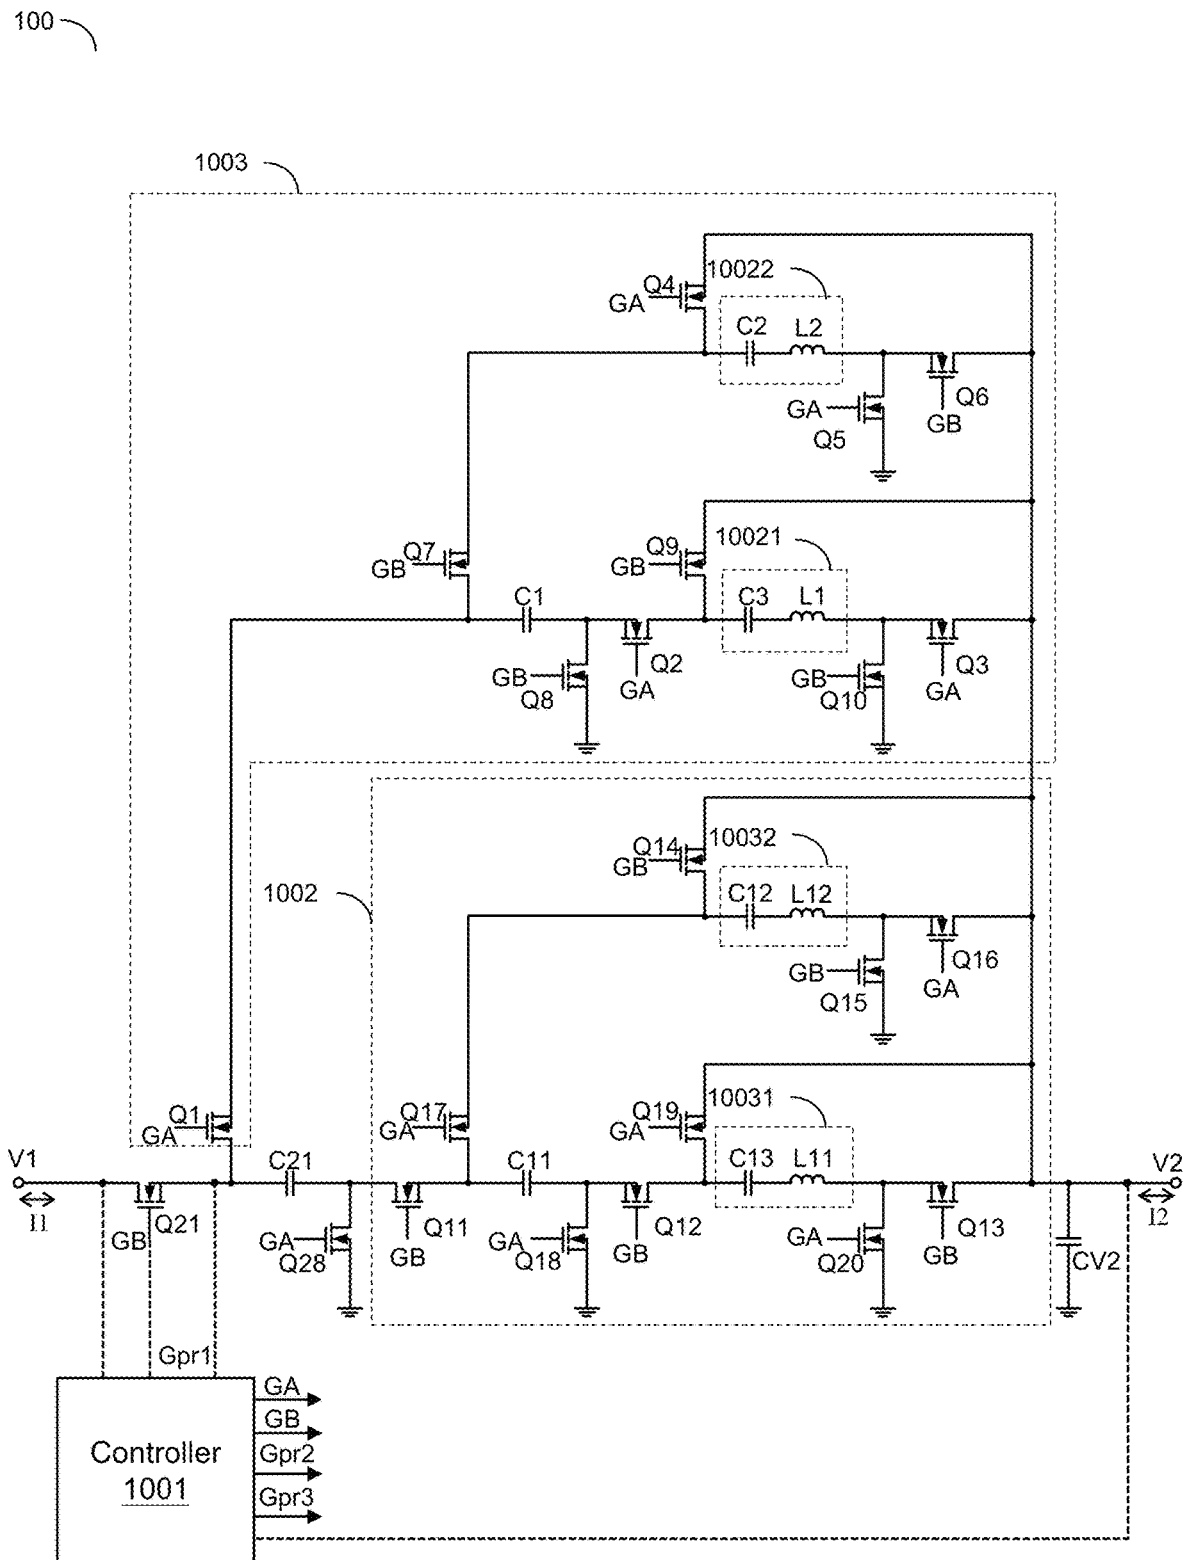 100
1003
10022
Q4
GA
C2
L2
GA
Q5
Q6
GB
10021
Q7
GB
Q9
GB
C1
C3
L1
GB
Q8
Q2
GA
GB
Q10
Q3
GA
10032
Q14
GB
1002
C12
L12
GB
Q15
Q16
GA
10031
Q1
GA
Q17
GA
Q19
GA
V1
I1
C21
C11
C13
L11
V2
I2
Q21
GB
GA
Q28
Q11
GB
GA
Q18
Q12
GB
GA
Q20
Q13
GB
CV2
Gpr1
GA
GB
Gpr2
Gpr3
Controller
1001